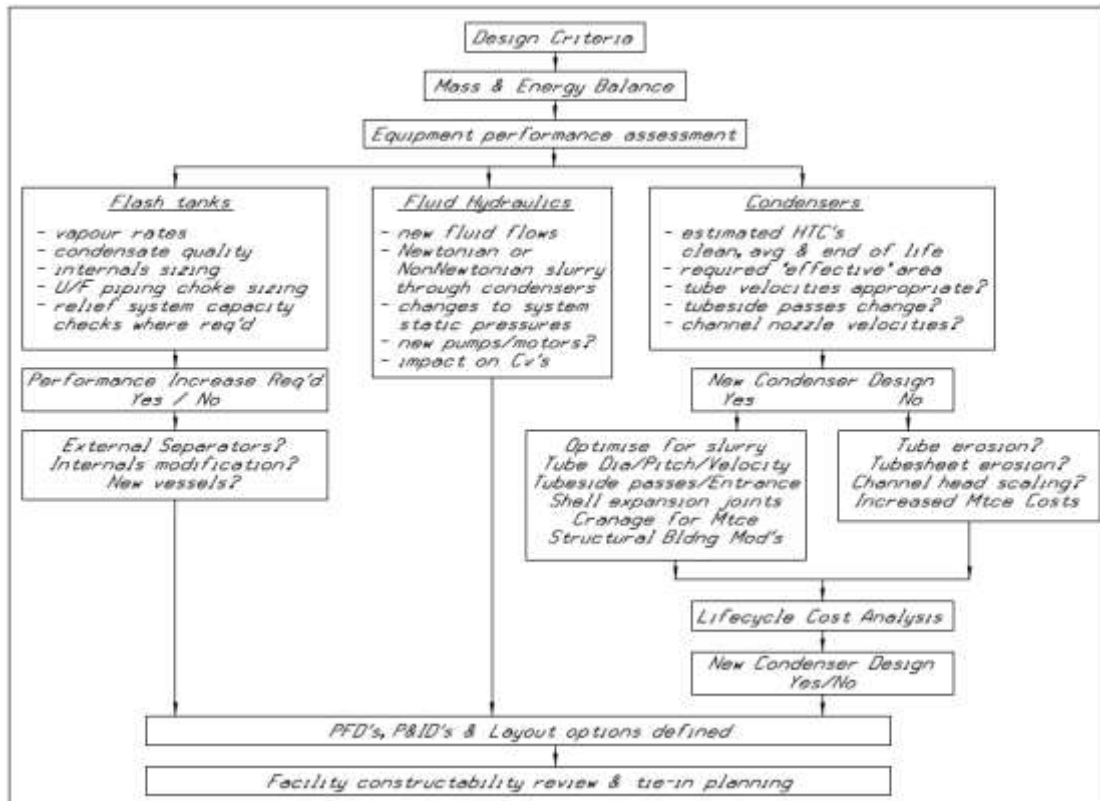 Design Criteria
Mass & Energy Balance
Equipment performance assessment
Flash tanks
- vapour rates
- condensate quality
- internals sizing
- U/F piping choke sizing
- relief system capacity
checks where req'd
Fluid Hydraulics
- new fluid flows
- Newtonian or
NonNewtonian slurry
through condensers
- changes to system
static pressures
- new pumps/motors?
- impact on Cv's
Condensers
- estimated HTC's
clean, avg & end of life
- required "effective" area
- tube velocities appropriate?
- tubeside passes change?
- channel nozzle velocities?
Performance Increase Req'd
Yes / No
New Condenser Design
Yes No
External Separators?
Internals modification?
New vessels?
Optimise for slurry
Tube Dia/Pitch/Velocity
Tubeside passes/Entrance
Shell expansion joints
Cranage for Mtce
Structural Bldng Mod's
Tube erosion?
Tubesheet erosion?
Channel head scaling?
Increased Mtce Costs
Lifecycle Cost Analysis
New Condenser Design
Yes/No
PFD's, P&ID's & Layout options defined
Facility constructability review & tie-in planning